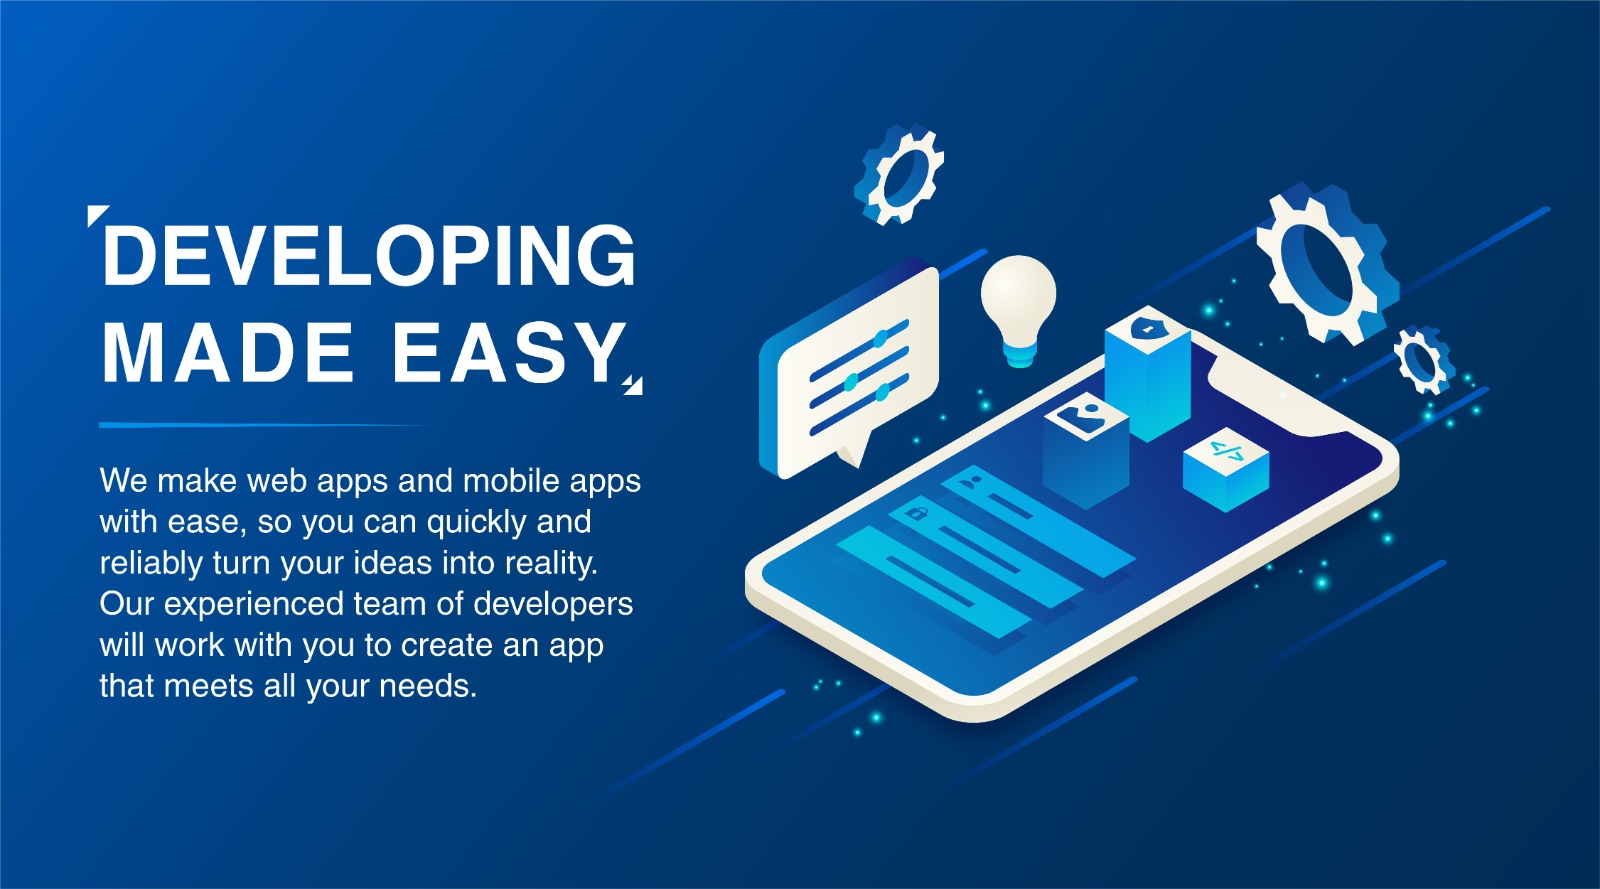 DEVELOPING
MADE EASY
We make web apps and mobile apps
with ease, so you can quickly and
reliably turn your ideas into reality.
Our experienced team of developers
will work with you to create an app
that meets all your needs.